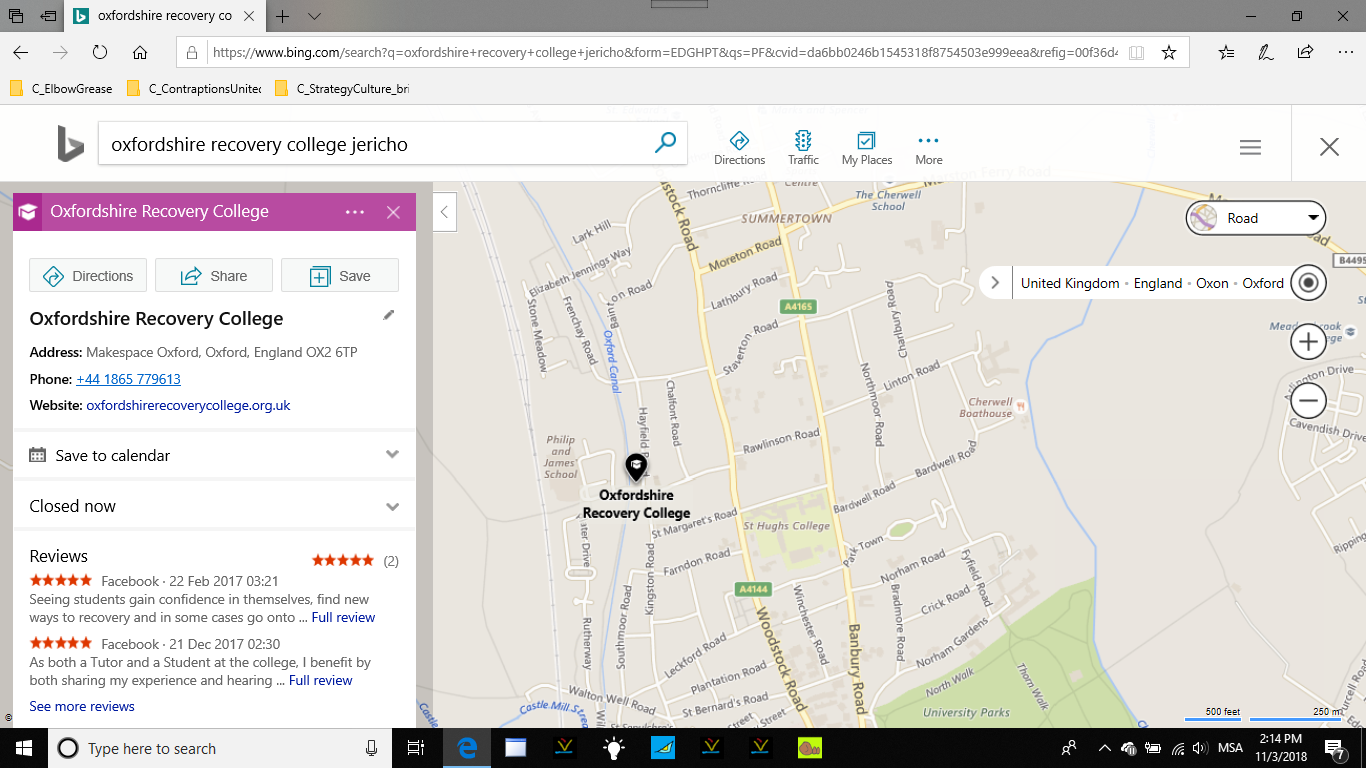 oxfordshire recovery co
https://www.bing.com/search?q=oxfordshire+recovery+college+jericho&form=EDGHPT&qs=PF&cvid=da6bb0246b1545318f8754503e999eea&refig=00f36d4
C_ElbowGrease
C_ContraptionsUnited
C_StrategyCulture_bri
oxfordshire recovery college jericho
Directions
Traffic
My Places
More
Oxfordshire Recovery College
Directions
Share
Save
Oxfordshire Recovery College
Address: Makespace Oxford, Oxford, England OX2 6TP
Phone: +44 1865 779613
Website: oxfordshirerecoverycollege.org.uk
Save to calendar
Closed now
Reviews
(2)
Facebook · 22 Feb 2017 03:21
Seeing students gain confidence in themselves, find new
ways to recovery and in some cases go onto ... Full review
Facebook · 21 Dec 2017 02:30
As both a Tutor and a Student at the college, I benefit by
both sharing my experience and hearing ... Full review
See more reviews
©
Road
United Kingdom • England • Oxon • Oxford
Marston Ferry Road
Thorncliffe Road
Centre
The Cherwell
School
SUMMERTOWN
Lark Hill
Moreton Road
B4495
Elizabeth Jennings Way
Lathbury Road
A4165
Stone Meadow
Frenchay Road
Oxford Canal
Staverton Road
Charlbury Road
Linton Road
Northmoor Road
Cherwell
Boathouse
Arlington Drive
Cavendish Drive
Hayfield
Chalfont Road
Rawlinson Road
Philip
and
James'
School
Bardwell Road
Oxfordshire
Recovery College
St Margaret's Road
St Hughs College
Bardwell Road
Park Town
Farndon Road
Norham Road
Fyfield Road
A4144
Kingston Road
Southmoor Road
Rutherway
Winchester Road
Bradmore Road
Crick Road
Woodstock Road
Banbury Road
Leckford Road
Norham Gardens
Plantation Road
North Walk
Thorn Walk
Walton Well Road
St Bernard's Road
University Parks
Castle Mill Stream
500 feet
250 m
Type here to search
MSA
2:14 PM
11/3/2018
7